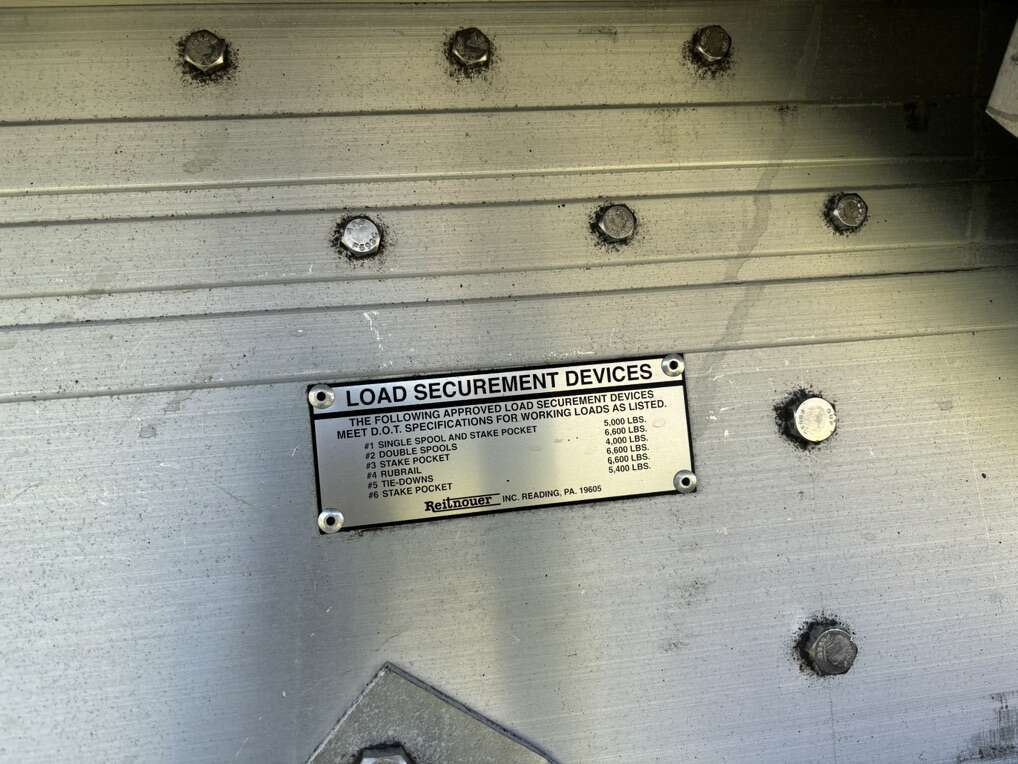 LOAD SECUREMENT DEVICES
THE FOLLOWING APPROVED LOAD SECUREMENT DEVICES
MEET D.O.T. SPECIFICATIONS FOR WORKING LOADS AS LISTED.
#1 SINGLE SPOOL AND STAKE POCKET 5,000 LBS.
#2 DOUBLE SPOOLS 6,600 LBS.
#3 STAKE POCKET 4,000 LBS.
#4 RUBRAIL 6,600 LBS.
#5 TIE-DOWNS 6,600 LBS.
#6 STAKE POCKET 5,400 LBS.
Reitnouer INC. READING, PA. 19605